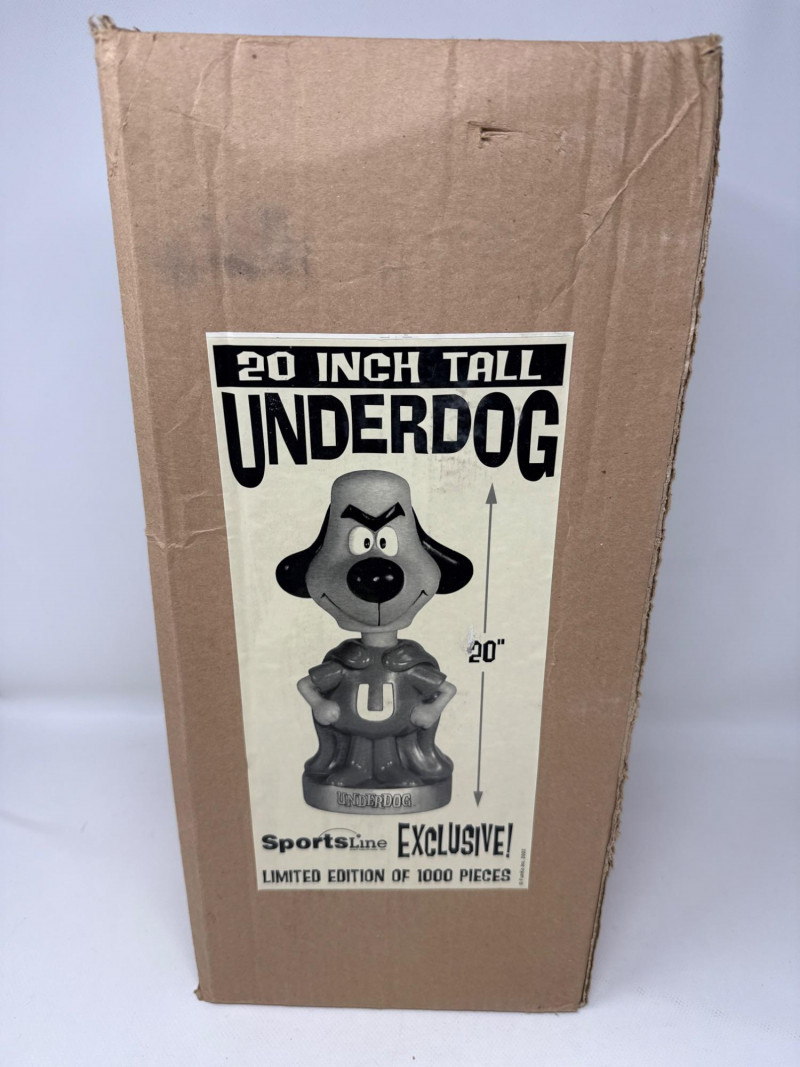 20 INCH TALL
UNDERDOG
20"
U
UNDERDOG
SportsLine EXCLUSIVE!
LIMITED EDITION OF 1000 PIECES